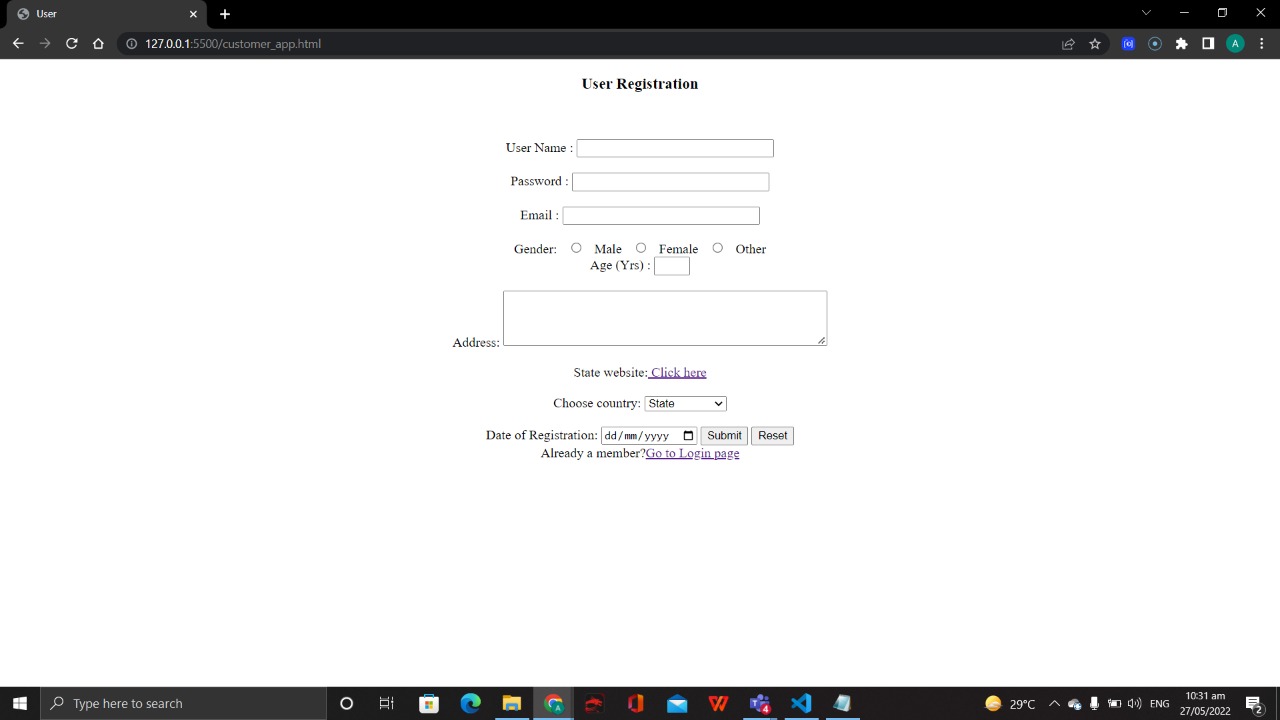 User
127.0.0.1:5500/customer_app.html
A
User Registration
User Name :
Password :
Email :
Gender: Male Female Other
Age (Yrs) :
Address:
State website: Click here
Choose country: State
Date of Registration: dd/mm/yyyy Submit Reset
Already a member?Go to Login page
Type here to search
4
29°C
ENG
10:31 am
27/05/2022
2